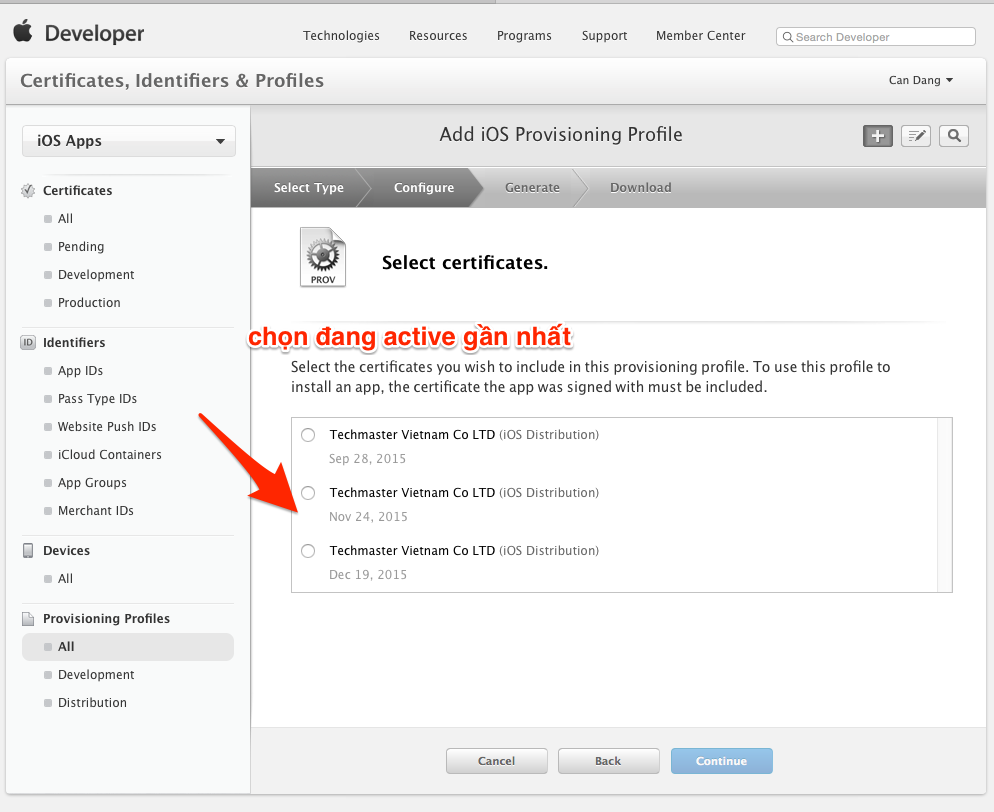 Developer
Technologies Resources Programs Support Member Center Search Developer
Certificates, Identifiers & Profiles Can Dang
iOS Apps
Certificates
All
Pending
Development
Production
ID Identifiers
App IDs
Pass Type IDs
Website Push IDs
iCloud Containers
App Groups
Merchant IDs
Devices
All
Provisioning Profiles
All
Development
Distribution
Add iOS Provisioning Profile
Select Type Configure Generate Download
PROV
Select certificates.
chọn đang active gần nhất
Select the certificates you wish to include in this provisioning profile. To use this profile to
install an app, the certificate the app was signed with must be included.
Techmaster Vietnam Co LTD (iOS Distribution)
Sep 28, 2015
Techmaster Vietnam Co LTD (iOS Distribution)
Nov 24, 2015
Techmaster Vietnam Co LTD (iOS Distribution)
Dec 19, 2015
Cancel Back Continue